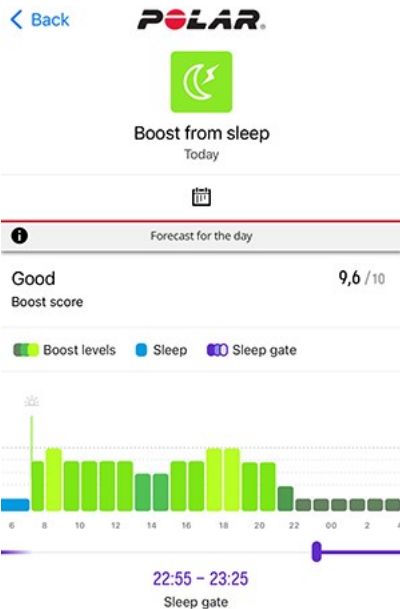 Back
POLAR
Boost from sleep
Today
Forecast for the day
Good
9,6 /10
Boost score
Boost levels
Sleep
Sleep gate
6 8 10 12 14 16 18 20 22 00 2 4
22:55 – 23:25
Sleep gate